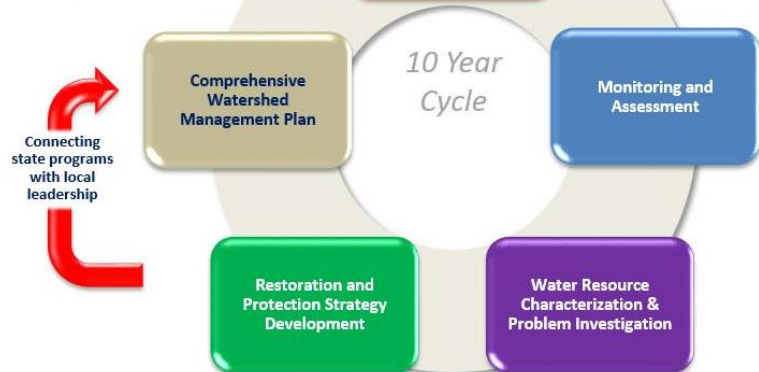 10 Year
Cycle
Comprehensive
Watershed
Management Plan
Monitoring and
Assessment
Connecting
state programs
with local
leadership
Restoration and
Protection Strategy
Development
Water Resource
Characterization &
Problem Investigation